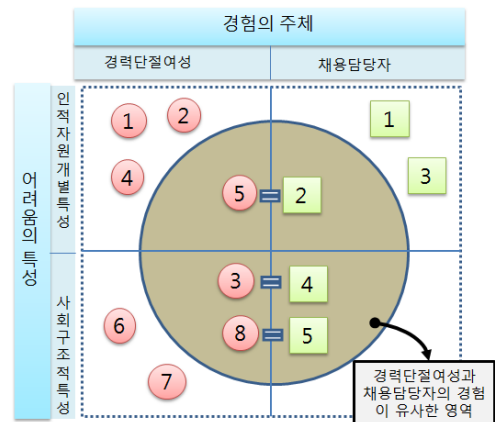 경험의 주체
경력단절여성
채용담당자
어려움의 특성
인적자원개별특성
사회구조적특성
1
2
1
4
3
5 = 2
3 = 4
6
8 = 5
7
경력단절여성과
채용담당자의 경험
이 유사한 영역